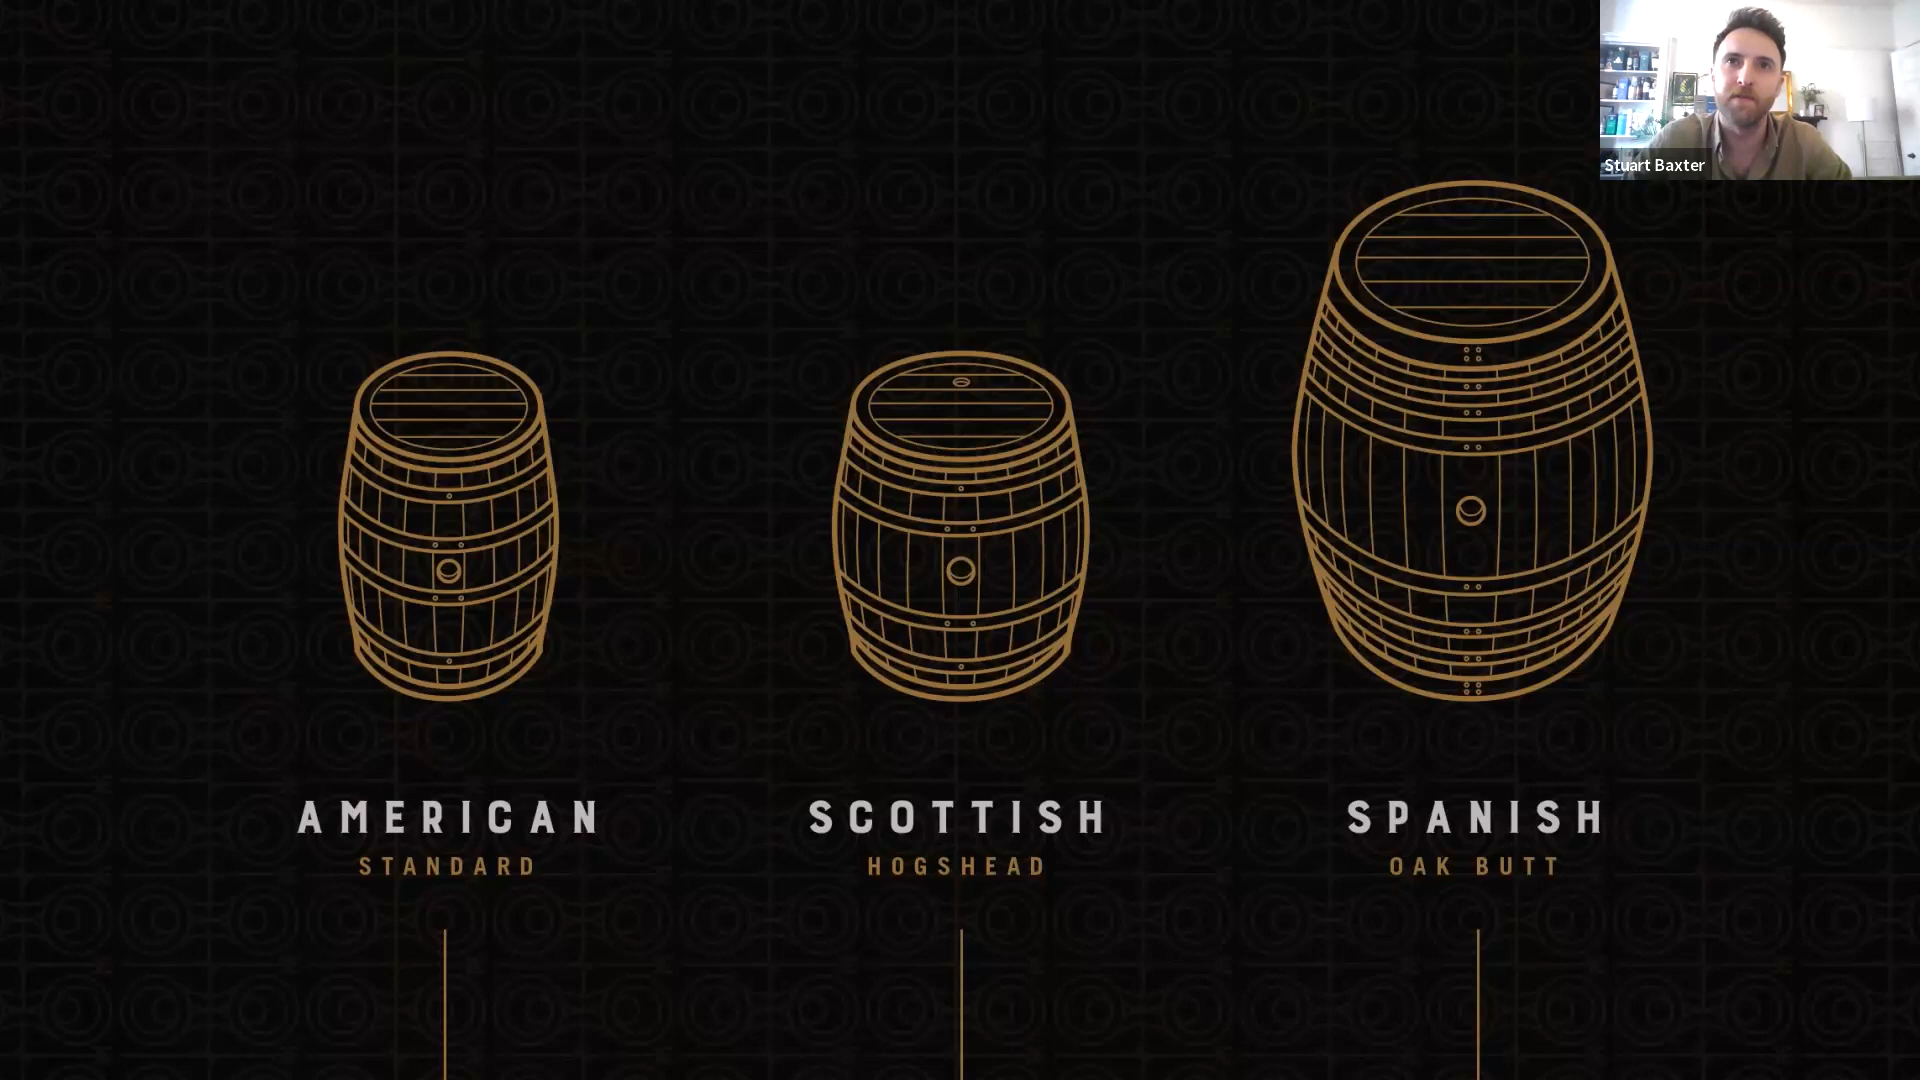 Stuart Baxter
AMERICAN
STANDARD
SCOTTISH
HOGSHEAD
SPANISH
OAK BUTT